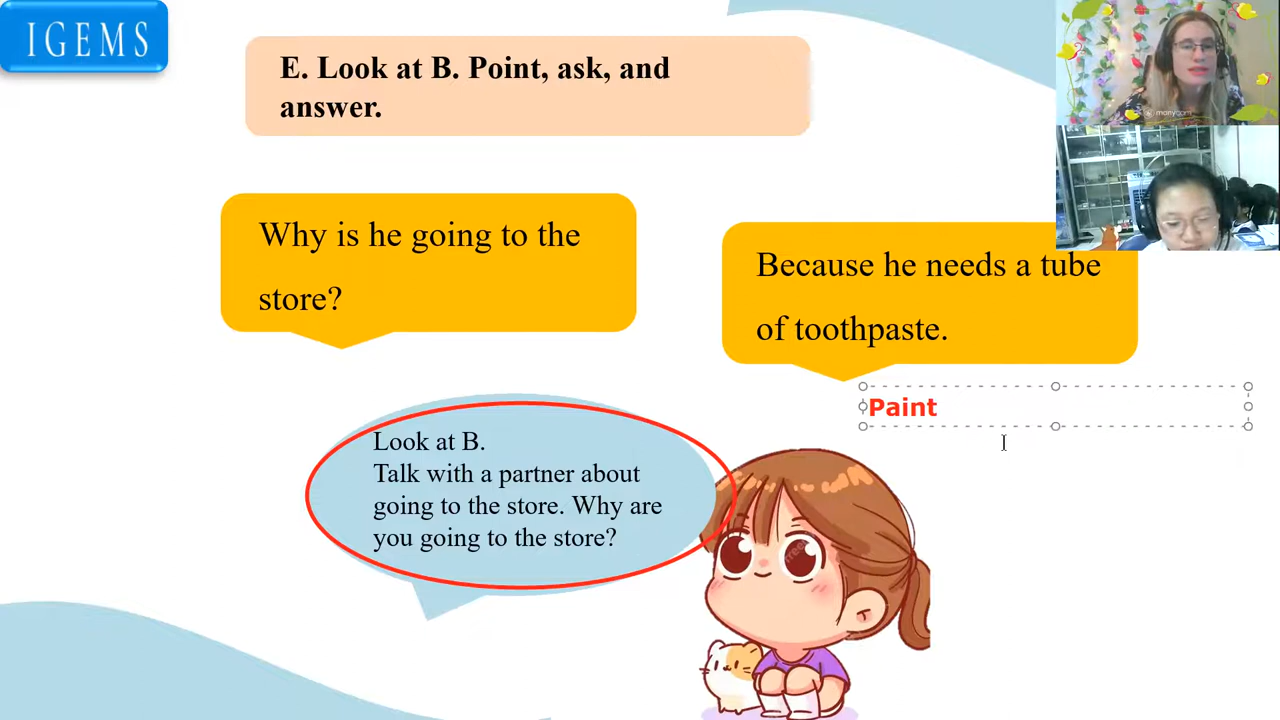 IGEMS
E. Look at B. Point, ask, and
answer.
Why is he going to the
store?
Because he needs a tube
of toothpaste.
Paint
Look at B.
Talk with a partner about
going to the store. Why are
you going to the store?
manycam